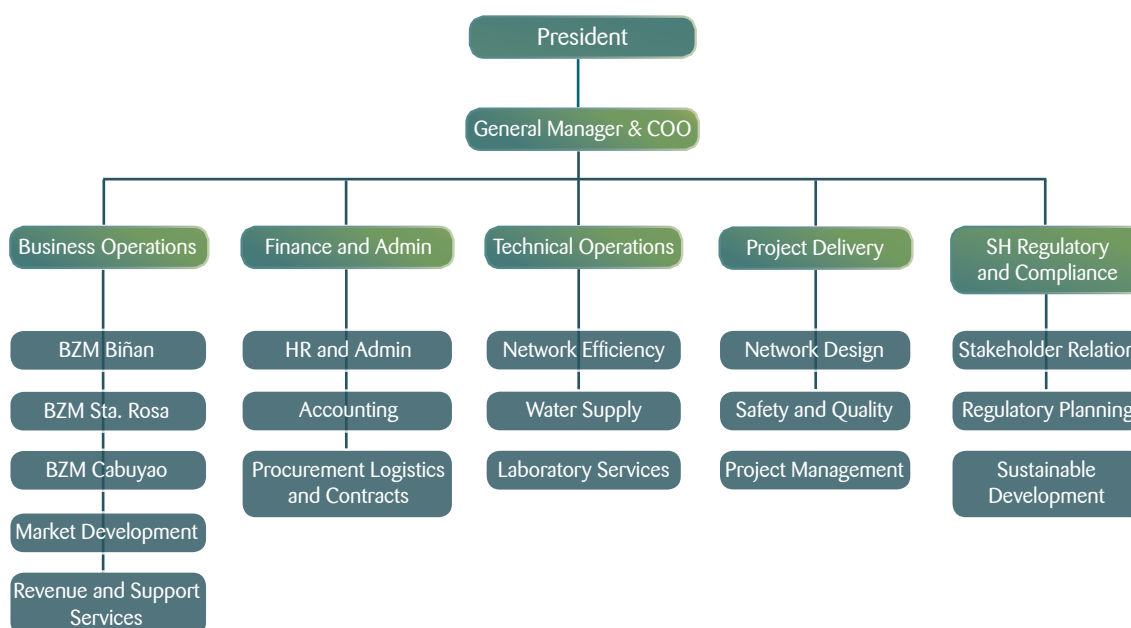 President
General Manager & COO
Business Operations
Finance and Admin
Technical Operations
Project Delivery
SH Regulatory
and Compliance
BZM Biñan
HR and Admin
Network Efficiency
Network Design
Stakeholder Relation
BZM Sta. Rosa
Accounting
Water Supply
Safety and Quality
Regulatory Planning
BZM Cabuyao
Procurement Logistics
and Contracts
Laboratory Services
Project Management
Sustainable
Development
Market Development
Revenue and Support
Services